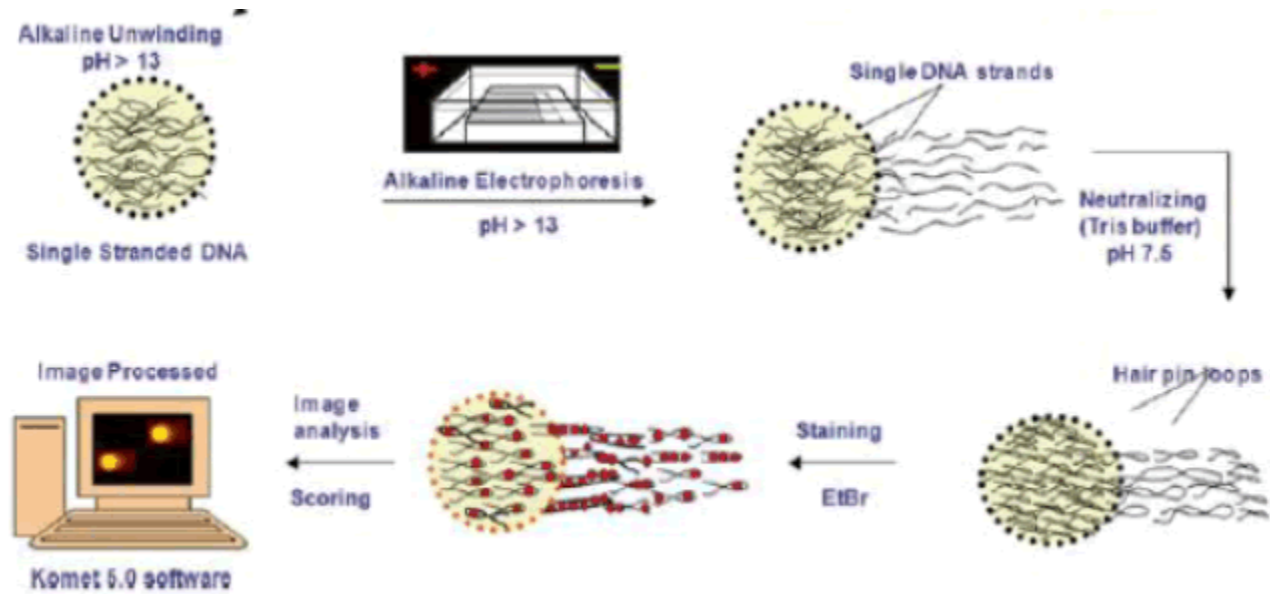 Alkaline Unwinding
pH > 13
Single Stranded DNA
Alkaline Electrophoresis
pH > 13
Single DNA strands
Neutralizing
(Tris buffer)
pH 7.5
Hair pin loops
Staining
EtBr
Image
analysis
Scoring
Image Processed
Komet 5.0 software